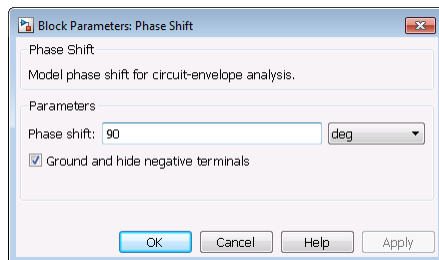 Block Parameters: Phase Shift
Phase Shift
Model phase shift for circuit-envelope analysis.
Parameters
Phase shift: 90 deg
Ground and hide negative terminals
OK Cancel Help Apply